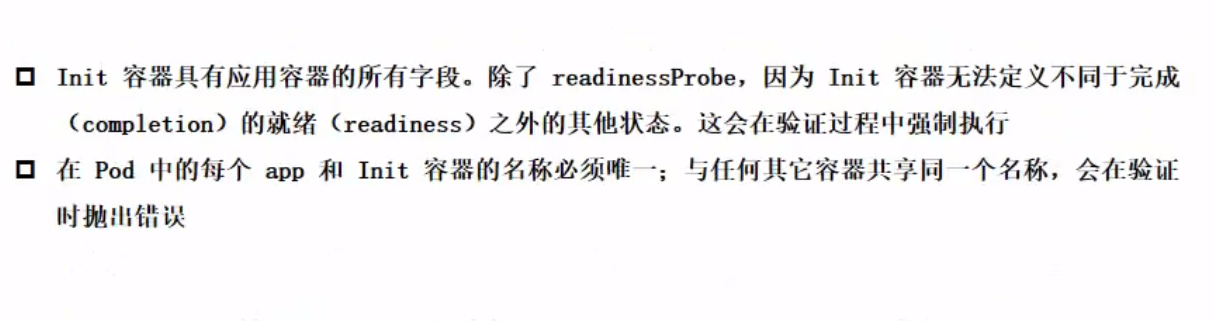 Init 容器具有应用容器的所有字段。除了 readinessProbe，因为 Init 容器无法定义不同于完成
（completion）的就绪（readiness）之外的其他状态。这会在验证过程中强制执行
在 Pod 中的每个 app 和 Init 容器的名称必须唯一；与任何其它容器共享同一个名称，会在验证
时抛出错误